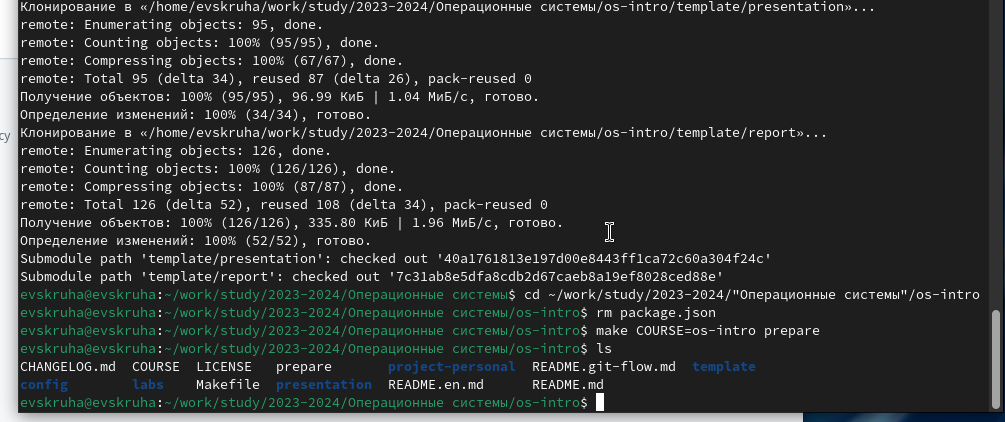 Клонирование в «/home/evskruha/work/study/2023-2024/Операционные системы/os-intro/template/presentation»...
remote: Enumerating objects: 95, done.
remote: Counting objects: 100% (95/95), done.
remote: Compressing objects: 100% (67/67), done.
remote: Total 95 (delta 34), reused 87 (delta 26), pack-reused 0
Получение объектов: 100% (95/95), 96.99 КиБ | 1.04 МиБ/с, готово.
Определение изменений: 100% (34/34), готово.
Клонирование в «/home/evskruha/work/study/2023-2024/Операционные системы/os-intro/template/report»...
remote: Enumerating objects: 126, done.
remote: Counting objects: 100% (126/126), done.
remote: Compressing objects: 100% (87/87), done.
remote: Total 126 (delta 52), reused 108 (delta 34), pack-reused 0
Получение объектов: 100% (126/126), 335.80 КиБ | 1.96 МиБ/с, готово.
Определение изменений: 100% (52/52), готово.
Submodule path 'template/presentation': checked out '40a1761813e197d00e8443ff1ca72c60a304f24c'
Submodule path 'template/report': checked out '7c31ab8e5dfa8cdb2d67caeb8a19ef8028ced88e'
evskruha@evskruha:~/work/study/2023-2024/Операционные системы$ cd ~/work/study/2023-2024/"Операционные системы"/os-intro
evskruha@evskruha:~/work/study/2023-2024/Операционные системы/os-intro$ rm package.json
evskruha@evskruha:~/work/study/2023-2024/Операционные системы/os-intro$ make COURSE=os-intro prepare
evskruha@evskruha:~/work/study/2023-2024/Операционные системы/os-intro$ ls
CHANGELOG.md COURSE LICENSE prepare project-personal README.git-flow.md template
config labs Makefile presentation README.en.md README.md
evskruha@evskruha:~/work/study/2023-2024/Операционные системы/os-intro$